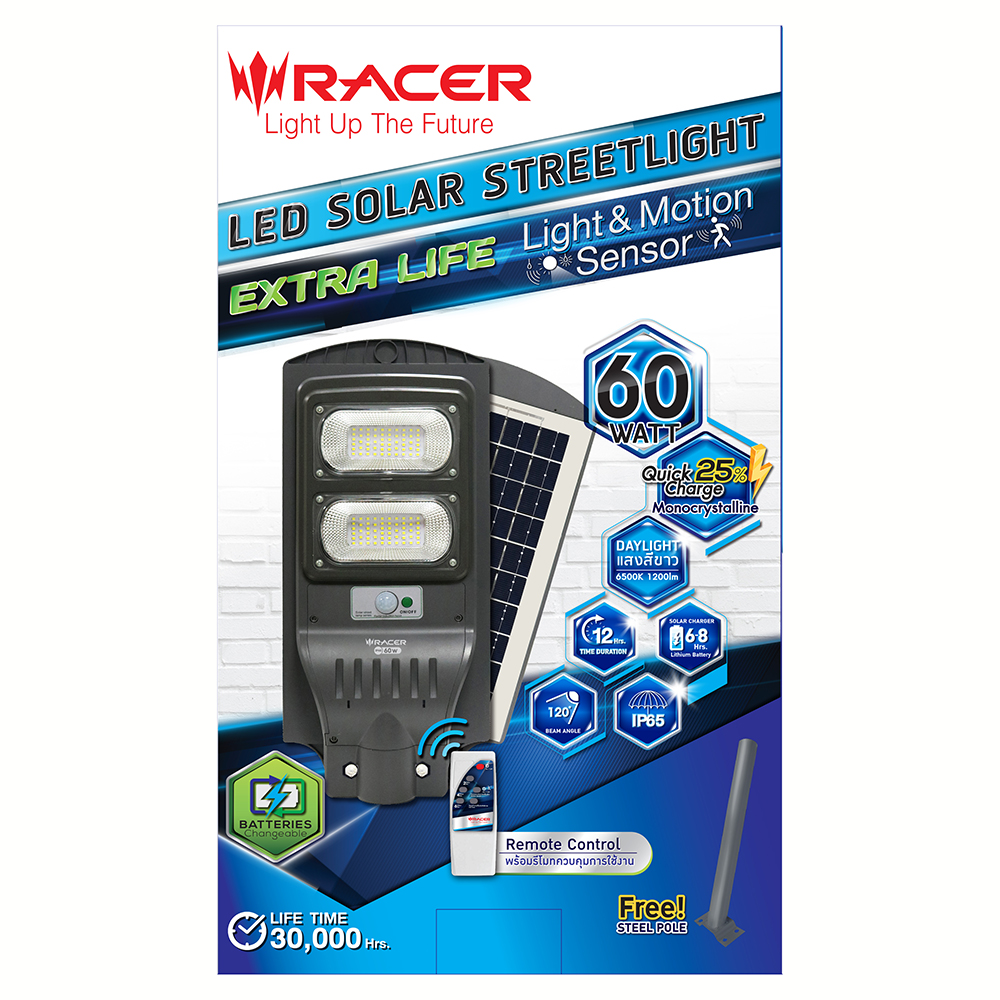 RACER
Light Up The Future
LED SOLAR STREETLIGHT
EXTRA LIFE
Light & Motion
Sensor
60
WATT
Quick 25%
Charge
Monocrystalline
DAYLIGHT
แสงสีขาว
6500K 1200lm
12 Hrs.
TIME DURATION
SOLAR CHARGER
6-8
Hrs.
Lithium Battery
120°
BEAM ANGLE
IP65
ON/OFF
RACER
60W
BATTERIES
Changeable
RACER
Remote Control
พร้อมรีโมทควบคุมการใช้งาน
Free!
STEEL POLE
LIFE TIME
30,000 Hrs.